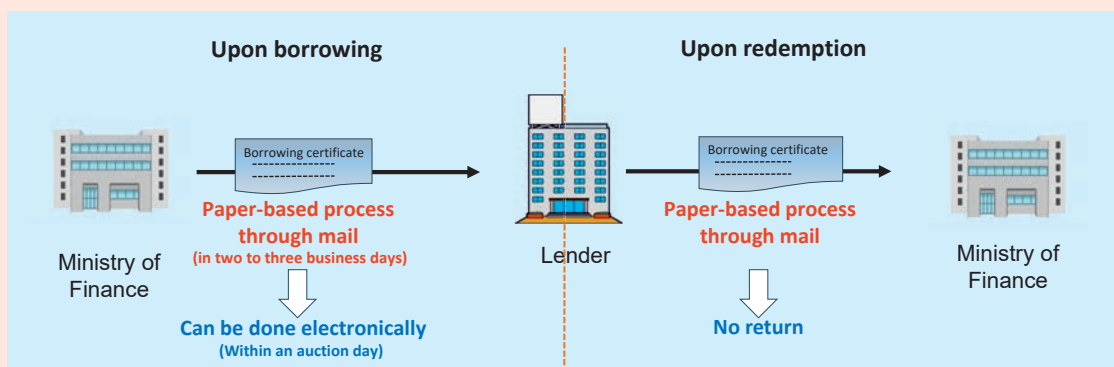 Upon borrowing
Borrowing certificate
Paper-based process
through mail
(in two to three business days)
Ministry of
Finance
Can be done electronically
(Within an auction day)
Lender
Upon redemption
Borrowing certificate
Paper-based process
through mail
No return
Ministry of
Finance